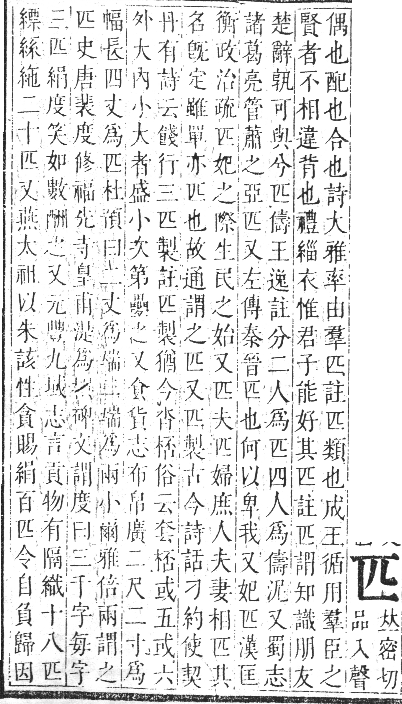 匹
炏密切
品入聲
偶也配也合也詩大雅率由羣匹註匹類也成王循用羣臣之
賢者不相違背也禮緇衣惟君子能好其匹註匹謂知識朋友
楚辭孰可與兮匹儔王逸註分二人爲匹四人爲儔泥又蜀志
諸葛亮管蕭之亞匹又左傳秦晉匹也何以卑我又妃匹漢匡
衡政治疏匹妃之際生民之始又匹夫匹婦庶人夫妻相匹其
名旣定雖單亦匹也故通謂之匹又匹製古今詩話刁約使契
丹有詩云餞行三匹製註匹製猶今沓桮俗云套桮或五或六
外大內小大者盛小次第疊之又食貨志布帛廣二尺二寸爲
幅長四丈爲匹杜預曰二丈爲端二端爲兩小爾雅倍兩謂之
匹史唐裴度修福先寺皇甫湜爲撰碑文謂度曰三千字每字
三匹絹度笑如數酬之又元豐九域志言貢物有隔織十八匹
縹絲絁二十匹又燕太祖以朱該性貪賜絹百匹令自負歸因